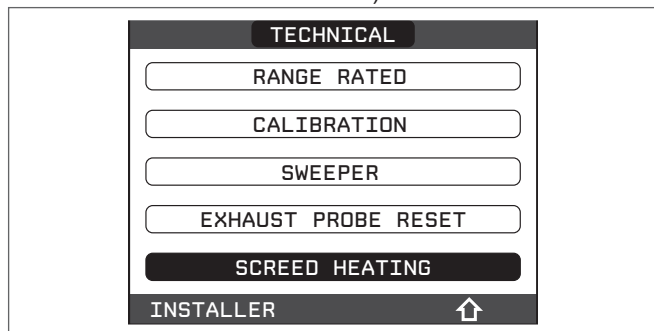 TECHNICAL
RANGE RATED
CALIBRATION
SWEEPER
EXHAUST PROBE RESET
SCREED HEATING
INSTALLER